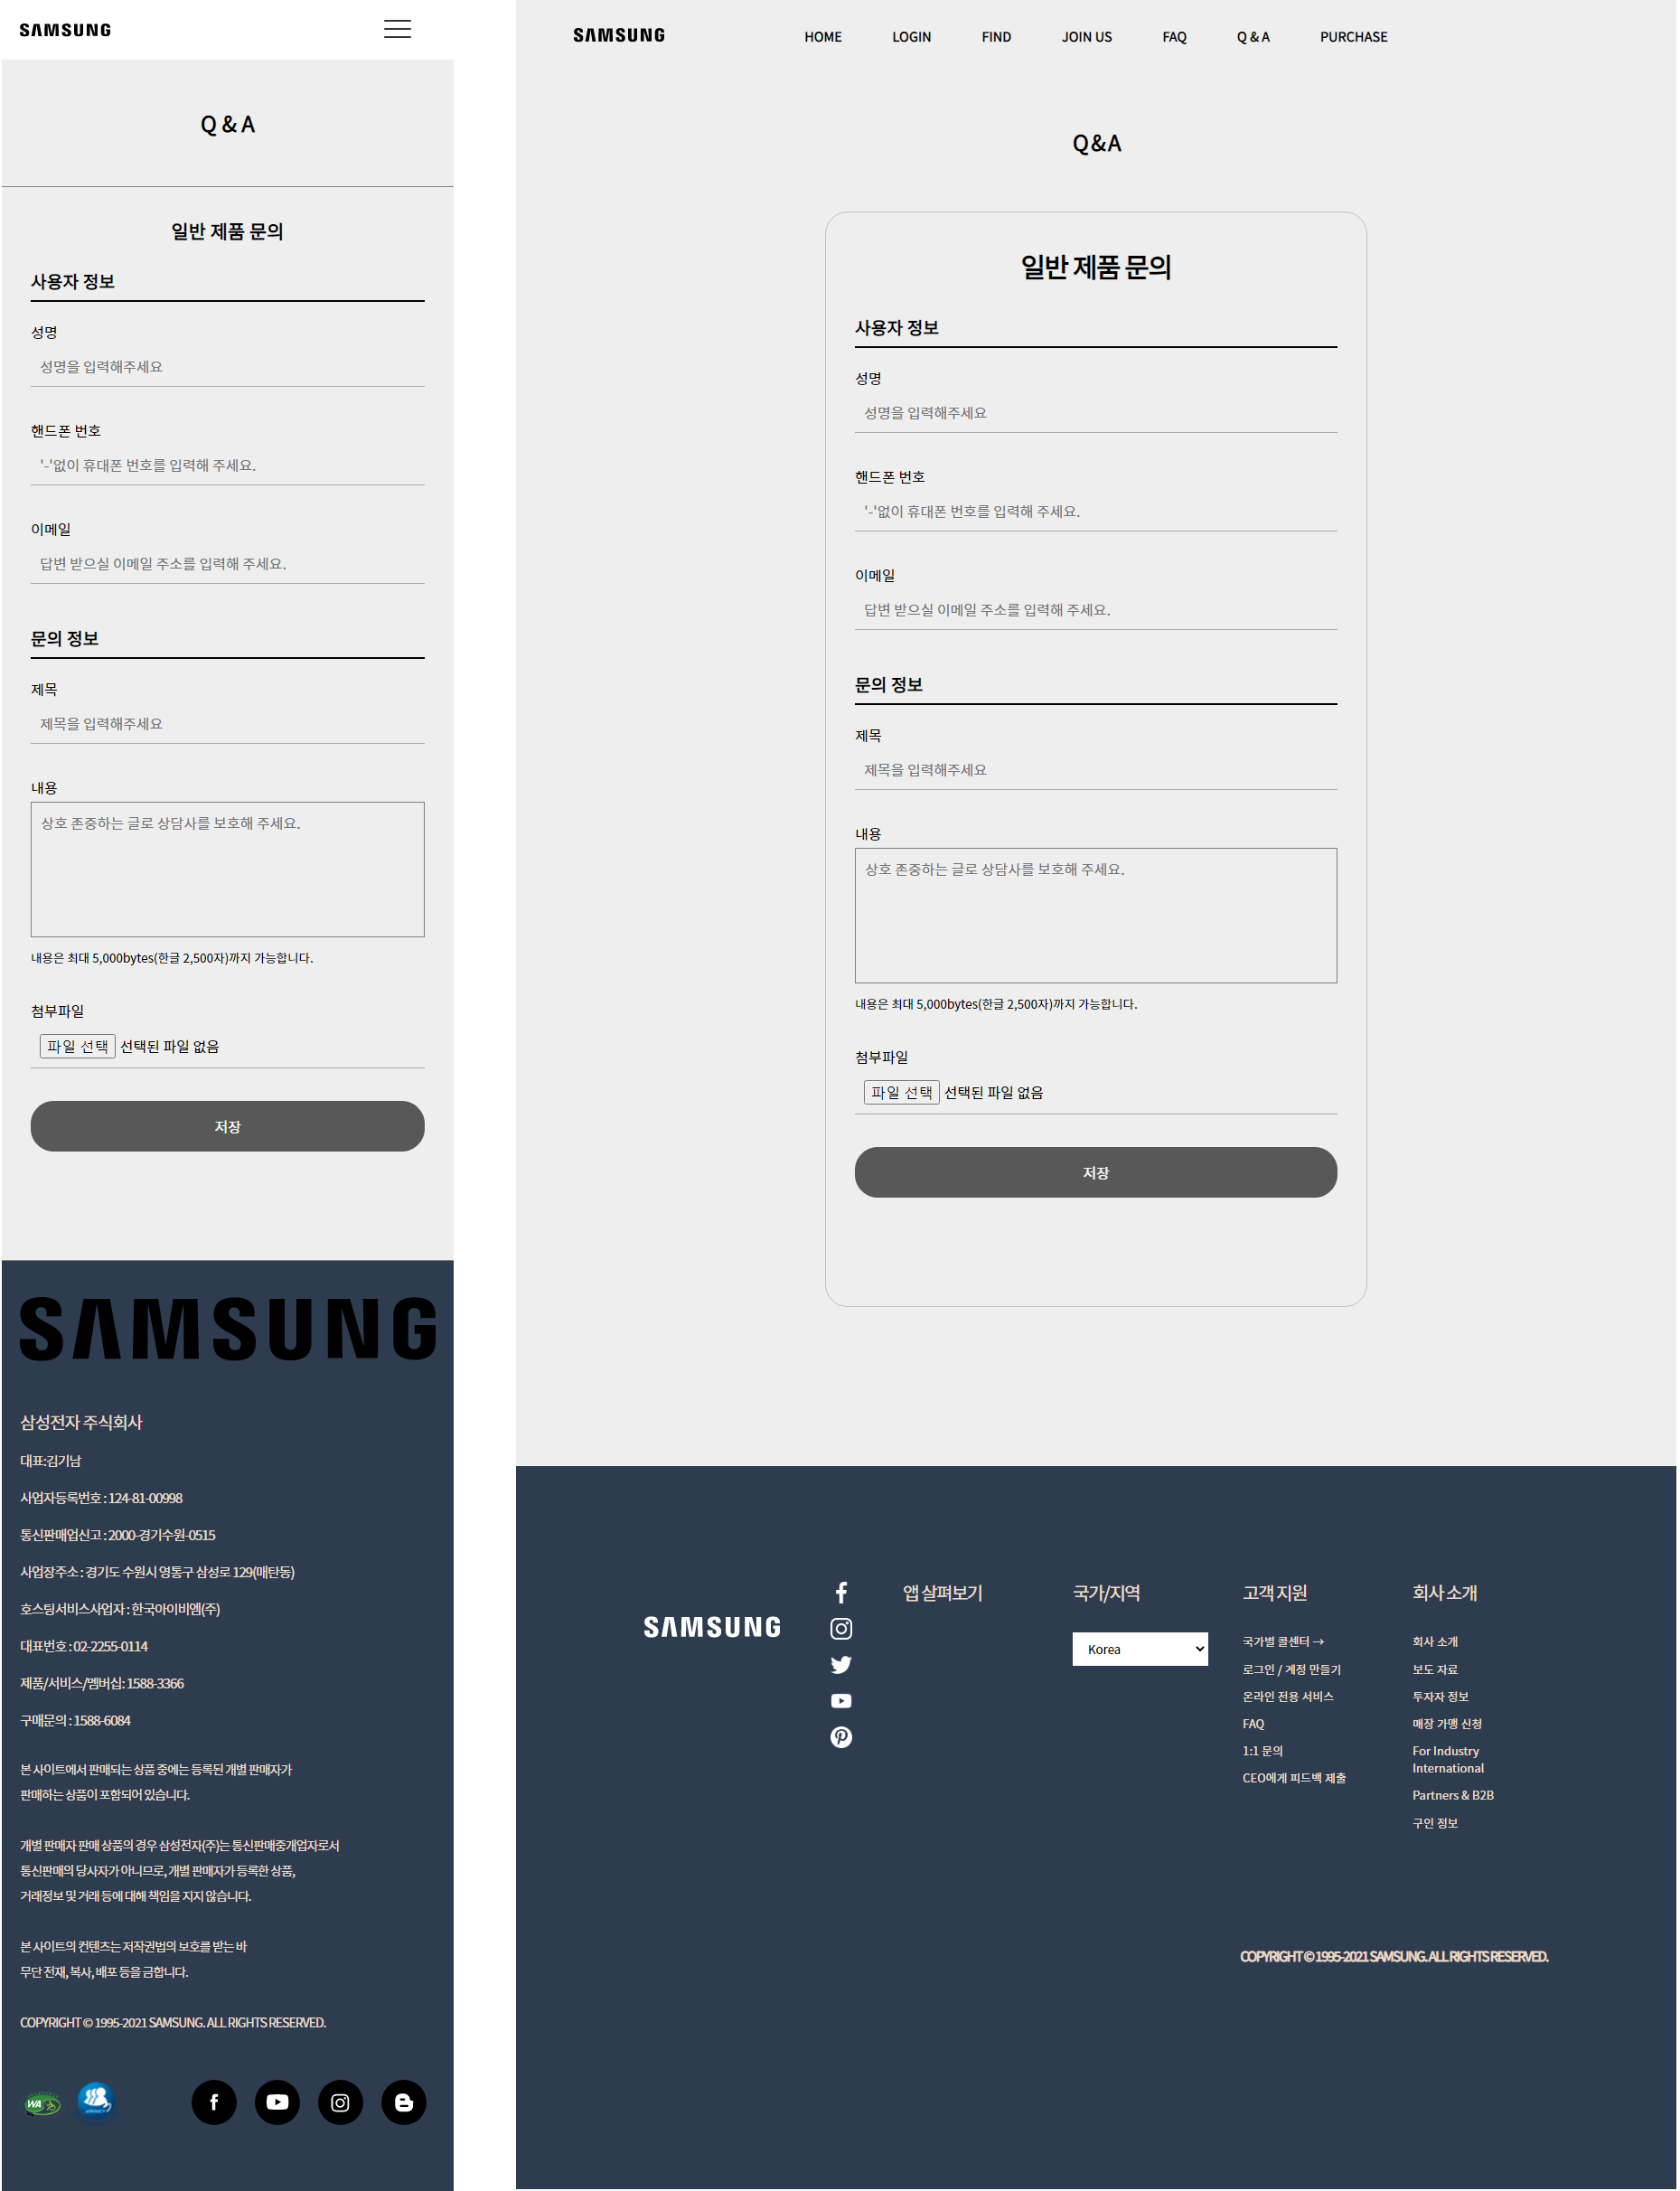 SAMSUNG
Q & A
일반 제품 문의
사용자 정보
성명
성명을 입력해주세요
핸드폰 번호
'-'없이 휴대폰 번호를 입력해 주세요.
이메일
답변 받으실 이메일 주소를 입력해 주세요.
문의 정보
제목
제목을 입력해주세요
내용
상호 존중하는 글로 상담사를 보호해 주세요.
내용은 최대 5,000bytes(한글 2,500자)까지 가능합니다.
첨부파일
파일 선택 선택된 파일 없음
저장
SAMSUNG
삼성전자 주식회사
대표:김기남
사업자등록번호 : 124-81-00998
통신판매업신고 : 2000-경기수원-0515
사업장주소 : 경기도 수원시 영통구 삼성로 129(매탄동)
호스팅서비스사업자 : 한국아이비엠(주)
대표번호 : 02-2255-0114
제품/서비스/멤버십: 1588-3366
구매문의 : 1588-6084
본 사이트에서 판매되는 상품 중에는 등록된 개별 판매자가
판매하는 상품이 포함되어 있습니다.
개별 판매자 판매 상품의 경우 삼성전자(주)는 통신판매중개업자로서
통신판매의 당사자가 아니므로, 개별 판매자가 등록한 상품,
거래정보 및 거래 등에 대해 책임을 지지 않습니다.
본 사이트의 컨텐츠는 저작권법의 보호를 받는 바
무단 전재, 복사, 배포 등을 금합니다.
COPYRIGHT © 1995-2021 SAMSUNG. ALL RIGHTS RESERVED.
WA
SAMSUNG HOME LOGIN FIND JOIN US FAQ Q & A PURCHASE
Q&A
일반 제품 문의
사용자 정보
성명
성명을 입력해주세요
핸드폰 번호
'-'없이 휴대폰 번호를 입력해 주세요.
이메일
답변 받으실 이메일 주소를 입력해 주세요.
문의 정보
제목
제목을 입력해주세요
내용
상호 존중하는 글로 상담사를 보호해 주세요.
내용은 최대 5,000bytes(한글 2,500자)까지 가능합니다.
첨부파일
파일 선택 선택된 파일 없음
저장
SAMSUNG
앱 살펴보기
국가/지역
Korea
고객 지원
국가별 콜센터 →
로그인 / 계정 만들기
온라인 전용 서비스
FAQ
1:1 문의
CEO에게 피드백 제출
회사 소개
회사 소개
보도 자료
투자자 정보
매장 가맹 신청
For Industry
International
Partners & B2B
구인 정보
COPYRIGHT © 1995-2021 SAMSUNG. ALL RIGHTS RESERVED.